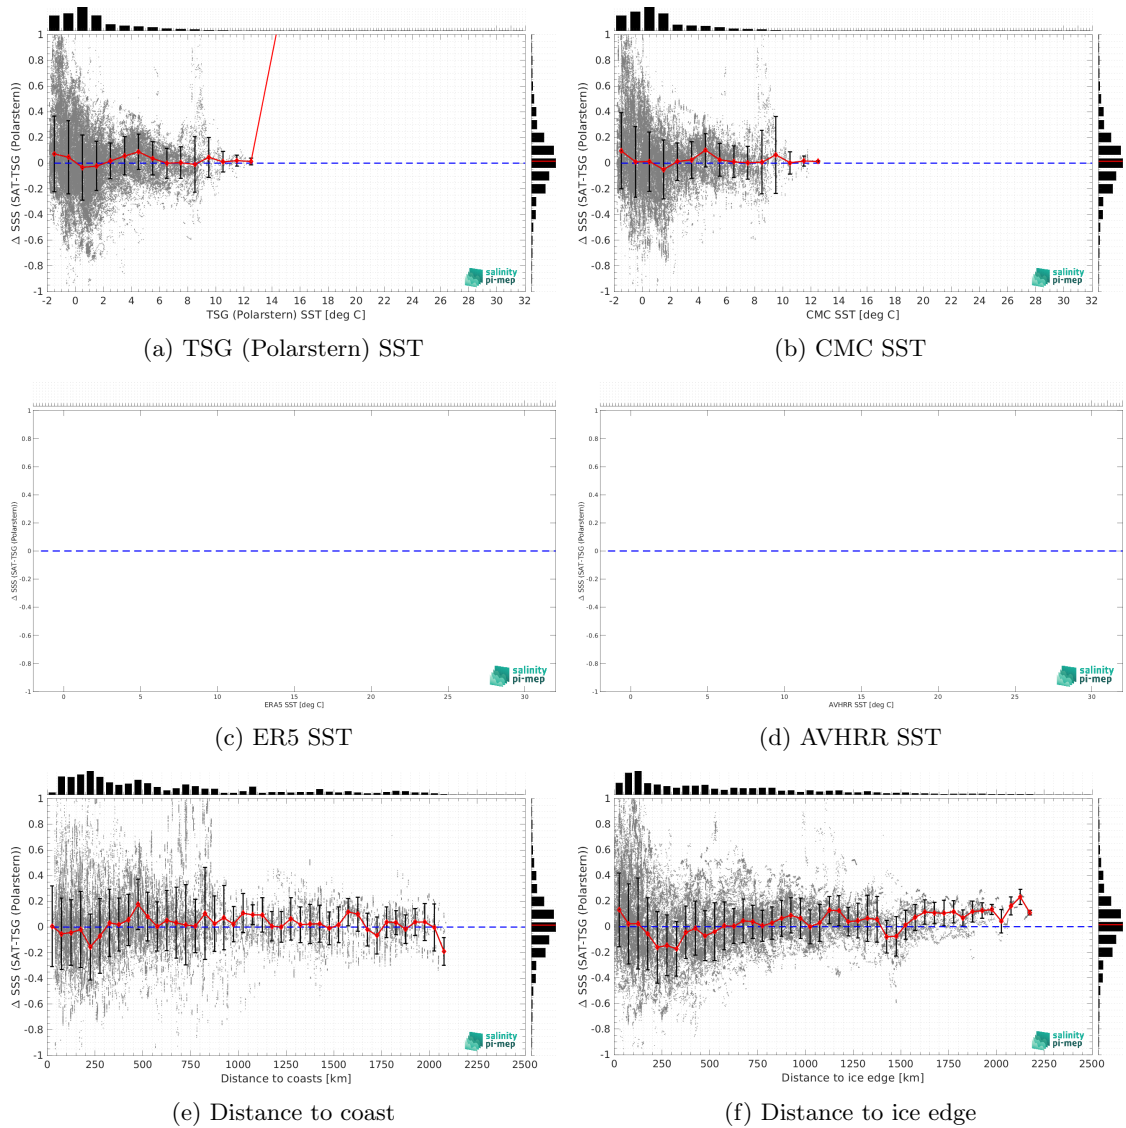 1
0.8
0.6
0.4
0.2
0
-0.2
-0.4
-0.6
-0.8
-1
Δ SSS (SAT-TSG (Polarstern))
salinity
pi-mep
-2 0 2 4 6 8 10 12 14 16 18 20 22 24 26 28 30 32
TSG (Polarstern) SST [deg C]
(a) TSG (Polarstern) SST
1
0.8
0.6
0.4
0.2
0
-0.2
-0.4
-0.6
-0.8
-1
Δ SSS (SAT-TSG (Polarstern))
salinity
pi-mep
-2 0 2 4 6 8 10 12 14 16 18 20 22 24 26 28 30 32
CMC SST [deg C]
(b) CMC SST
1
0.8
0.6
0.4
0.2
0
-0.2
-0.4
-0.6
-0.8
-1
Δ SSS (SAT-TSG (Polarstern))
salinity
pi-mep
0 5 10 15 20 25 30
ERA5 SST [deg C]
(c) ER5 SST
1
0.8
0.6
0.4
0.2
0
-0.2
-0.4
-0.6
-0.8
-1
Δ SSS (SAT-TSG (Polarstern))
salinity
pi-mep
0 5 10 15 20 25 30
AVHRR SST [deg C]
(d) AVHRR SST
1
0.8
0.6
0.4
0.2
0
-0.2
-0.4
-0.6
-0.8
-1
Δ SSS (SAT-TSG (Polarstern))
salinity
pi-mep
0 250 500 750 1000 1250 1500 1750 2000 2250 2500
Distance to coasts [km]
(e) Distance to coast
1
0.8
0.6
0.4
0.2
0
-0.2
-0.4
-0.6
-0.8
-1
Δ SSS (SAT-TSG (Polarstern))
salinity
pi-mep
0 250 500 750 1000 1250 1500 1750 2000 2250 2500
Distance to ice edge [km]
(f) Distance to ice edge